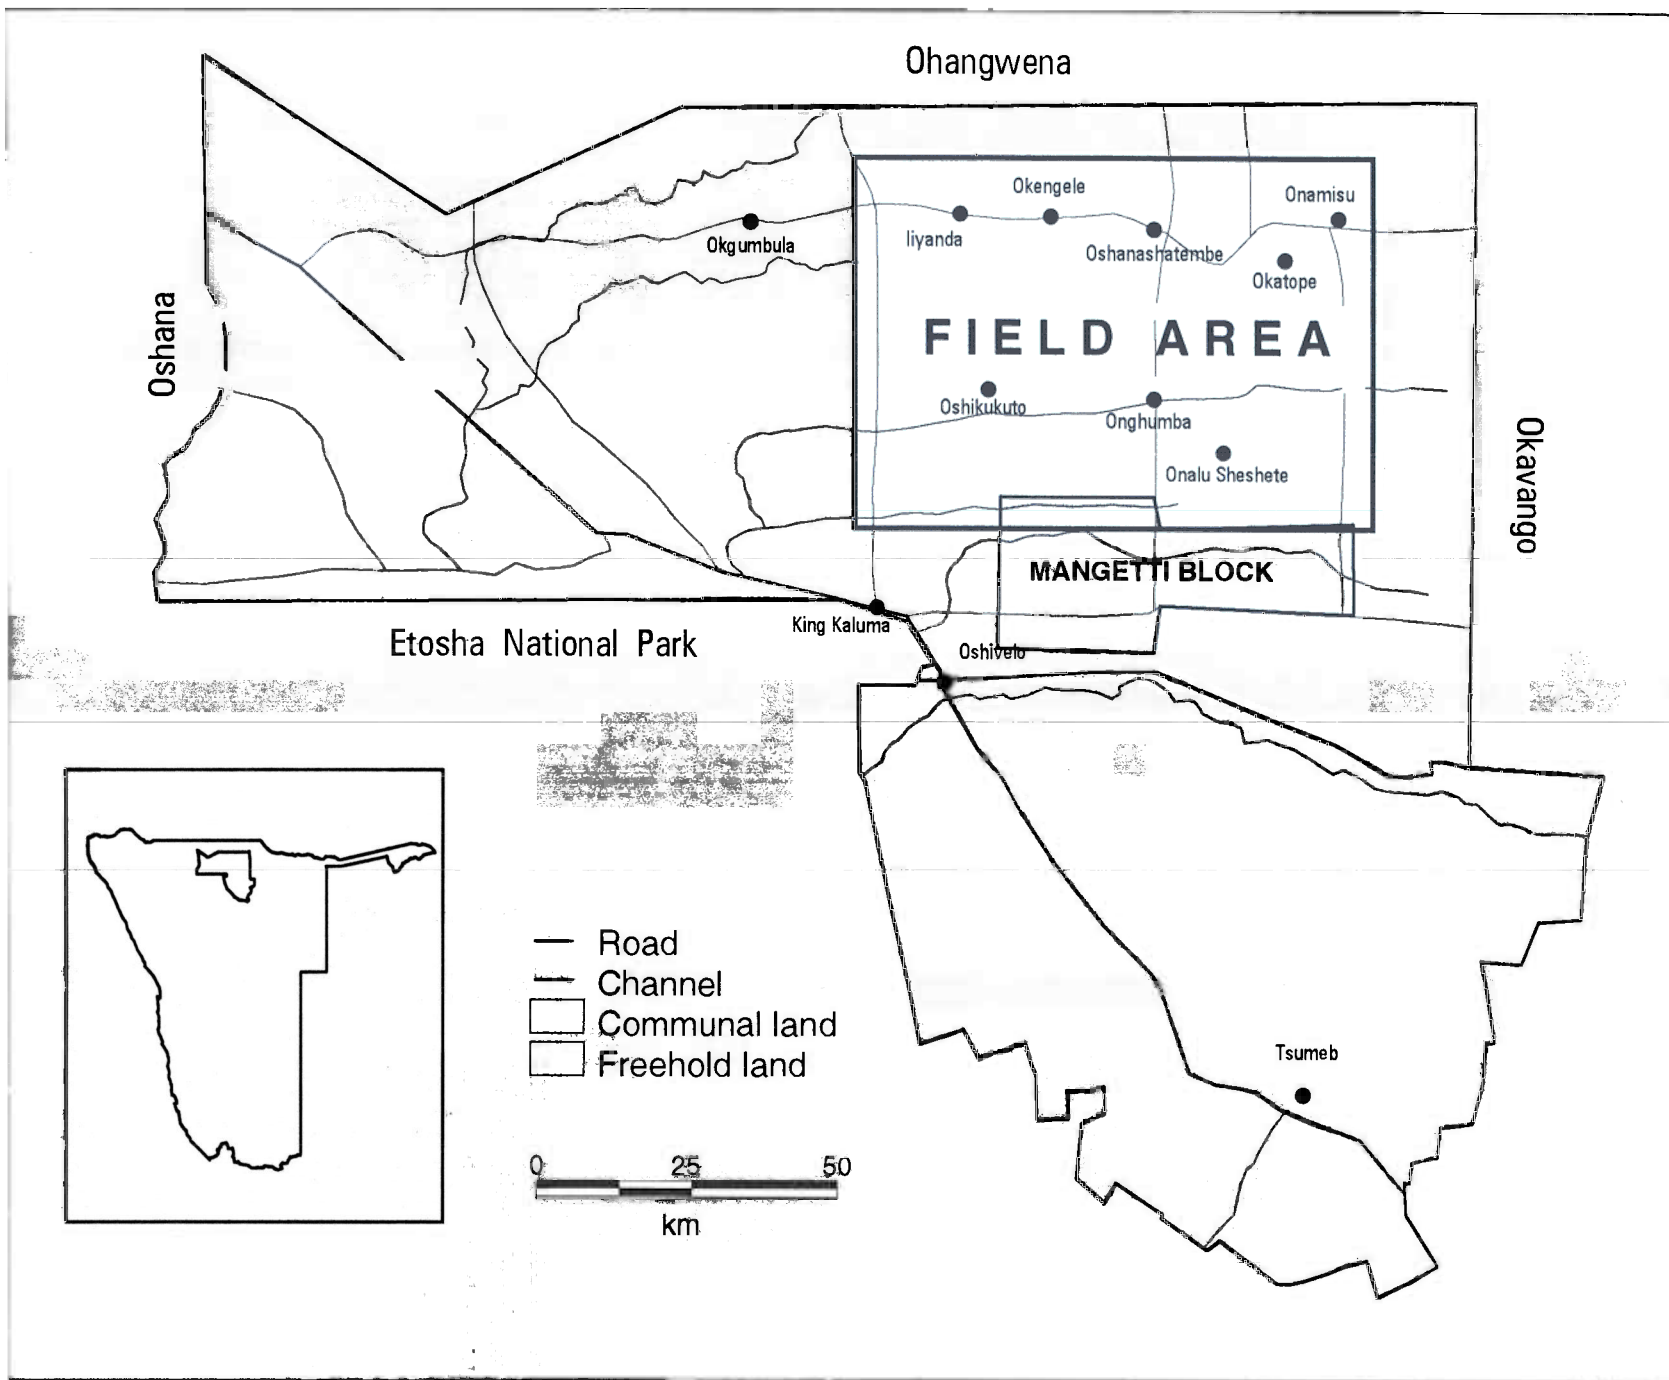 Ohangwena
Okengele
Onamisu
Okgumbula
Iiyanda
Oshanashatembe
Okatope
Oshana
FIELD AREA
Oshikukuto
Onghumba
Onalu Sheshete
Okavango
MANGETTI BLOCK
King Kaluma
Etosha National Park
Oshivelo
Road
Channel
Communal land
Freehold land
Tsumeb
0 25 50
km